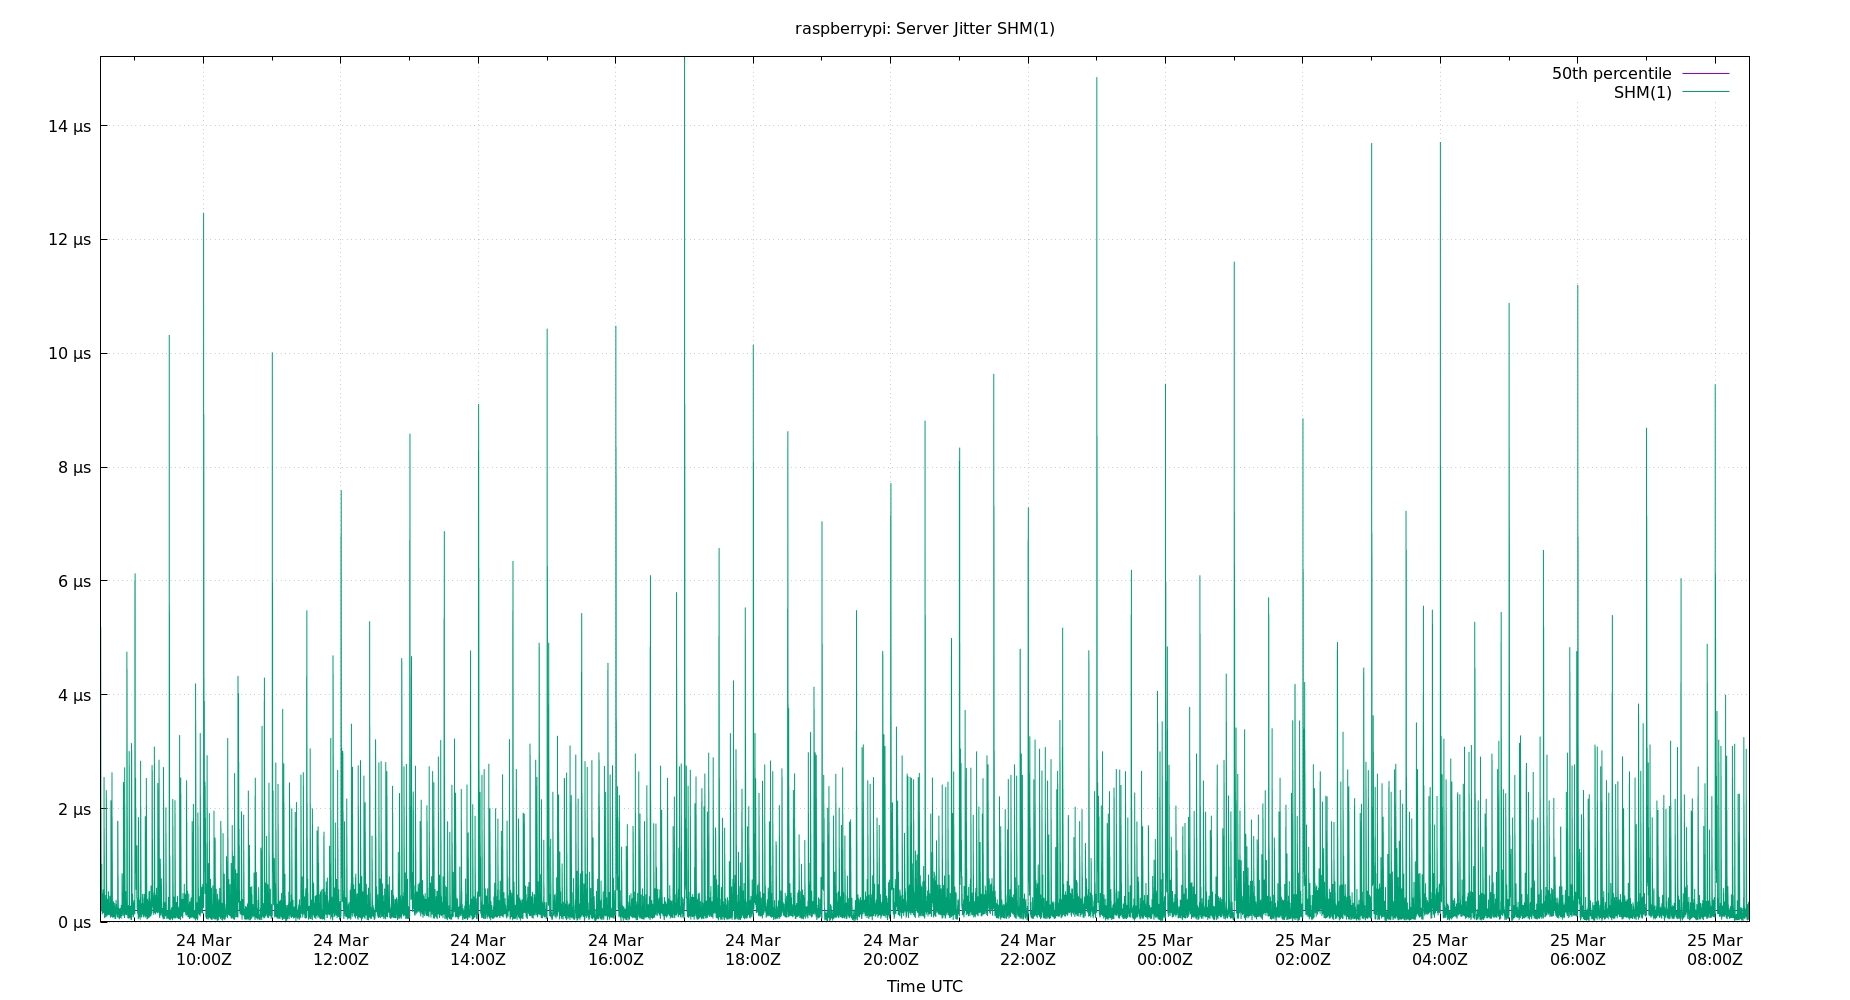 raspberrypi: Server Jitter SHM(1)
50th percentile
SHM(1)
14 µs
12 µs
10 µs
8 µs
6 µs
4 µs
2 µs
0 µs
24 Mar 24 Mar 24 Mar 24 Mar 24 Mar 24 Mar 24 Mar 25 Mar 25 Mar 25 Mar 25 Mar 25 Mar
10:00Z 12:00Z 14:00Z 16:00Z 18:00Z 20:00Z 22:00Z 00:00Z 02:00Z 04:00Z 06:00Z 08:00Z
Time UTC